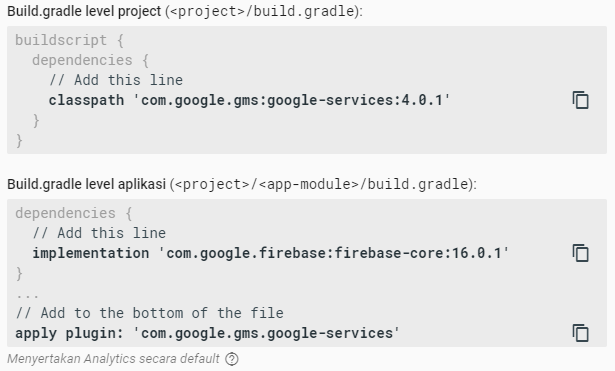 Build.gradle level project (<project>/build.gradle):
buildscript {
dependencies {
// Add this line
classpath 'com.google.gms:google-services:4.0.1'
}
}
Build.gradle level aplikasi (<project>/<app-module>/build.gradle):
dependencies {
// Add this line
implementation 'com.google.firebase:firebase-core:16.0.1'
}
...
// Add to the bottom of the file
apply plugin: 'com.google.gms.google-services'
Menyertakan Analytics secara default ?